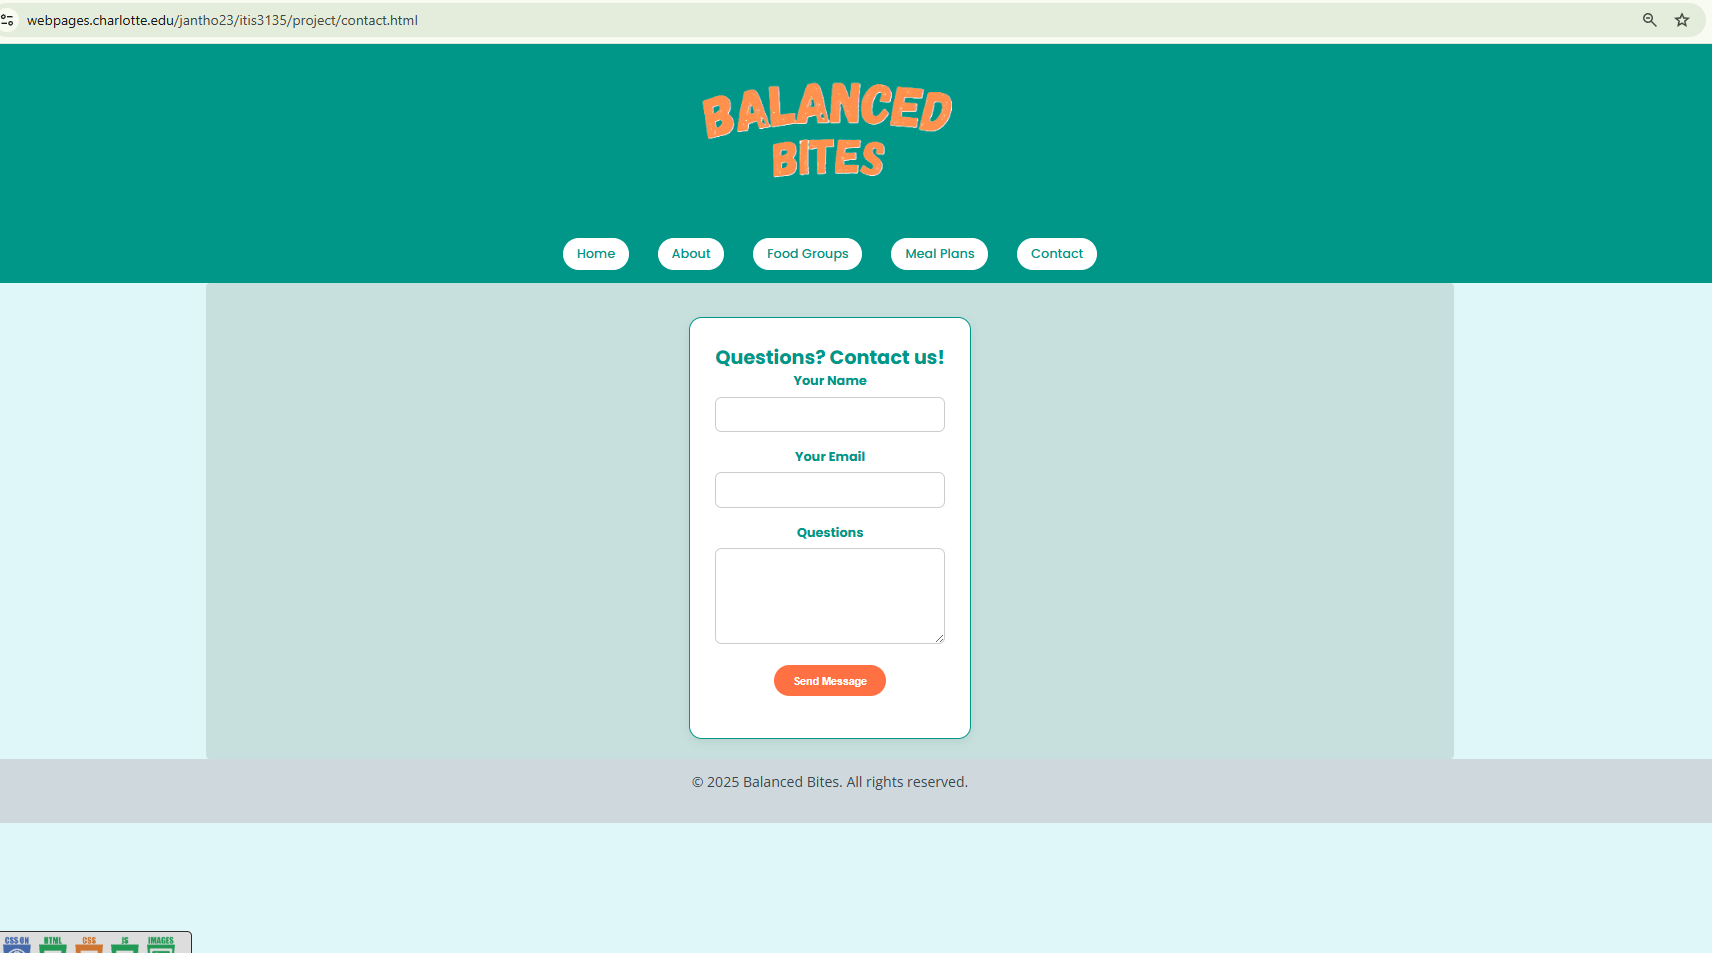 webpages.charlotte.edu/jantho23/itis3135/project/contact.html
BALANCED
BITES
Home About Food Groups Meal Plans Contact
Questions? Contact us!
Your Name
Your Email
Questions
Send Message
© 2025 Balanced Bites. All rights reserved.
CSS ON HTML CSS JS IMAGES